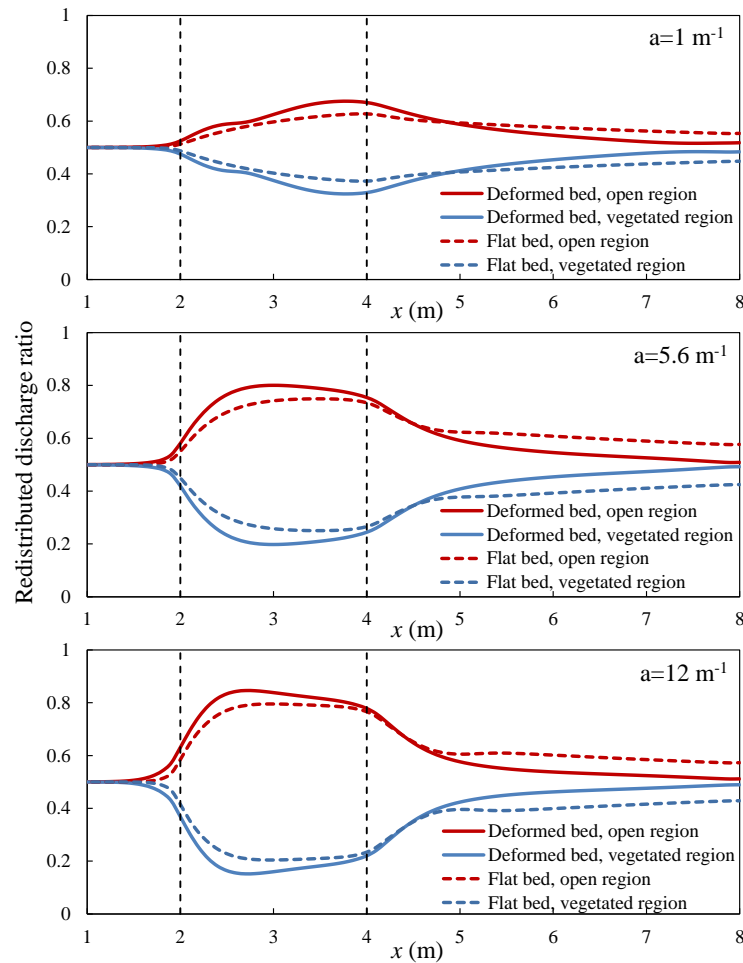 Redistributed discharge ratio
1
0.8
0.6
0.4
0.2
0
a=1 m⁻¹
Deformed bed, open region
Deformed bed, vegetated region
Flat bed, open region
Flat bed, vegetated region
1 2 3 4 5 6 7 8
x (m)
1
0.8
0.6
0.4
0.2
0
a=5.6 m⁻¹
Deformed bed, open region
Deformed bed, vegetated region
Flat bed, open region
Flat bed, vegetated region
1 2 3 4 5 6 7 8
x (m)
1
0.8
0.6
0.4
0.2
0
a=12 m⁻¹
Deformed bed, open region
Deformed bed, vegetated region
Flat bed, open region
Flat bed, vegetated region
1 2 3 4 5 6 7 8
x (m)